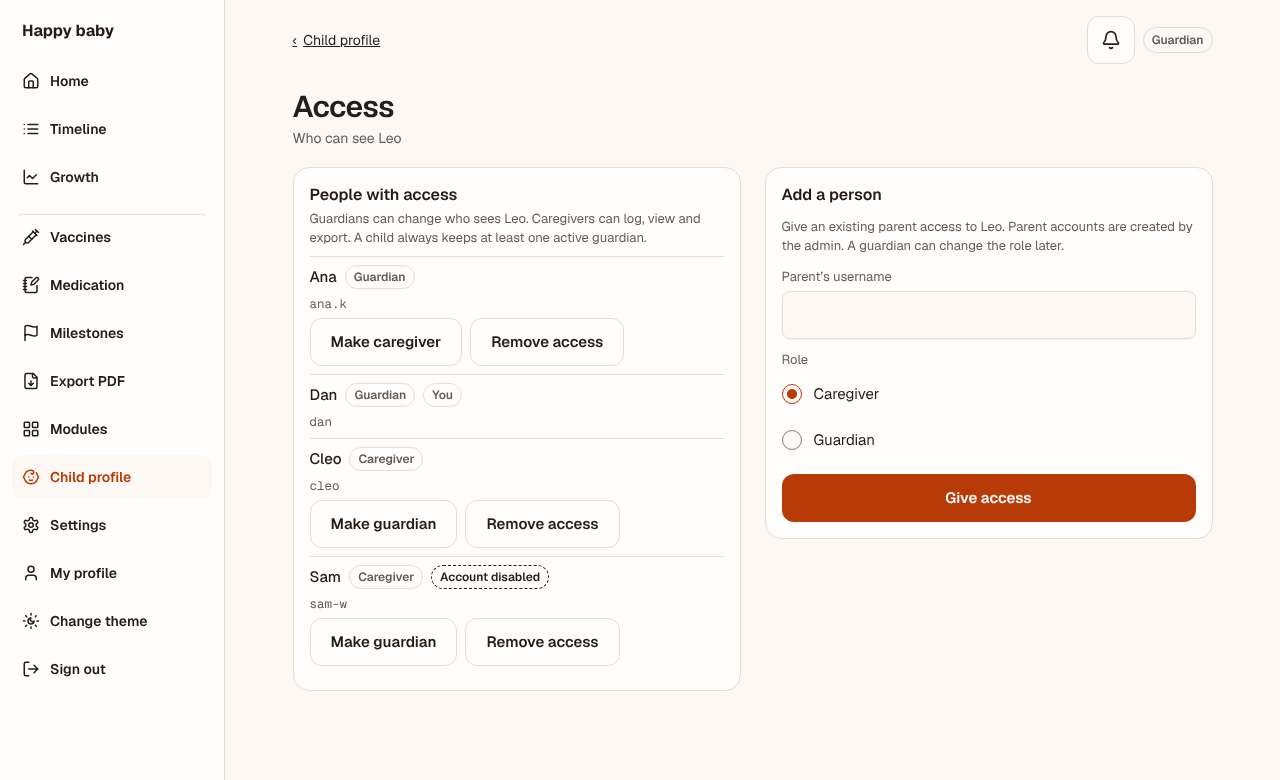 Happy baby
Home
Timeline
Growth
Vaccines
Medication
Milestones
Export PDF
Modules
Child profile
Settings
My profile
Change theme
Sign out
‹ Child profile
Guardian
Access
Who can see Leo
People with access
Guardians can change who sees Leo. Caregivers can log, view and
export. A child always keeps at least one active guardian.
Ana Guardian
ana.k
Make caregiver Remove access
Dan Guardian You
dan
Cleo Caregiver
cleo
Make guardian Remove access
Sam Caregiver Account disabled
sam-w
Make guardian Remove access
Add a person
Give an existing parent access to Leo. Parent accounts are created by
the admin. A guardian can change the role later.
Parent's username
Role
Caregiver
Guardian
Give access